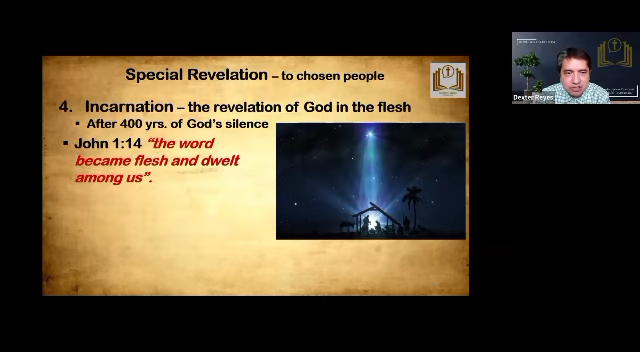 Special Revelation – to chosen people
4. Incarnation – the revelation of God in the flesh
▪ After 400 yrs. of God's silence
▪ John 1:14 "the word
became flesh and dwelt
among us".
Dexter Reyes